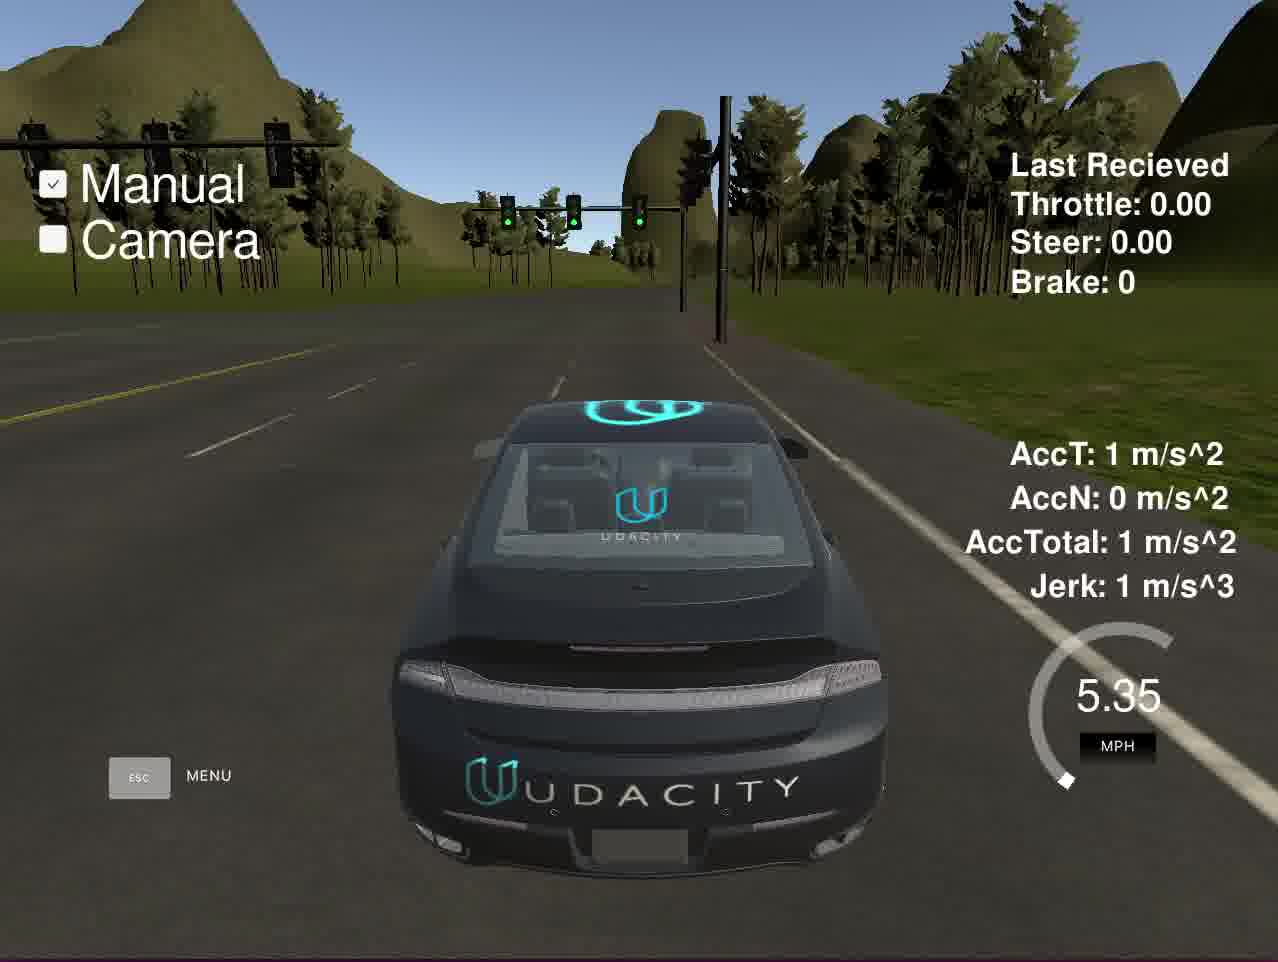 Manual
Camera
Last Recieved
Throttle: 0.00
Steer: 0.00
Brake: 0
AccT: 1 m/s^2
AccN: 0 m/s^2
AccTotal: 1 m/s^2
Jerk: 1 m/s^3
UDACITY
5.35
MPH
ESC MENU
UDACITY